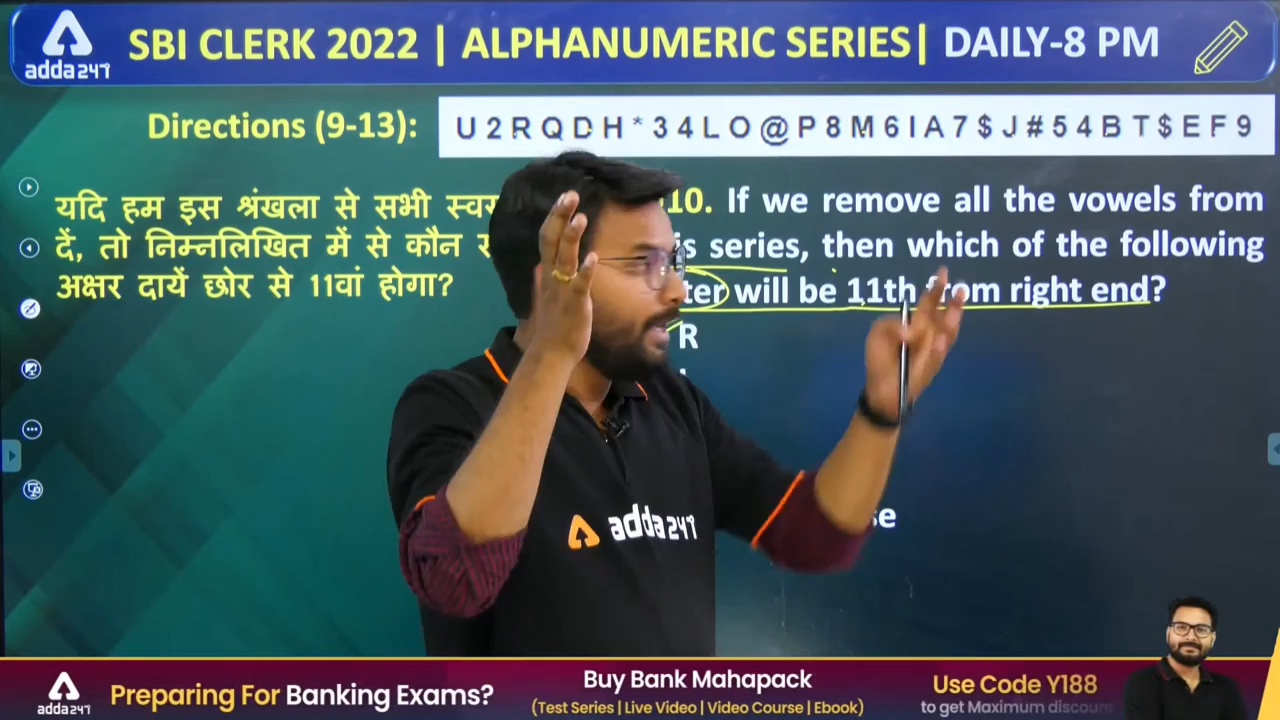 adda247
SBI CLERK 2022 | ALPHANUMERIC SERIES| DAILY-8 PM
Directions (9-13): U 2 R Q D H * 3 4 L O @ P 8 M 6 I A 7 $ J # 5 4 B T $ E F 9
यदि हम इस श्रंखला से सभी
दें, तो निम्नलिखित में से कौन
अक्षर दायें छोर से 11वां होगा?
10. If we remove all the vowels from
series, then which of the following
will be 11th from right end?
R
adda247
adda247
Preparing For Banking Exams?
Buy Bank Mahapack
(Test Series | Live Video | Video Course | Ebook)
Use Code Y188
to get Maximum